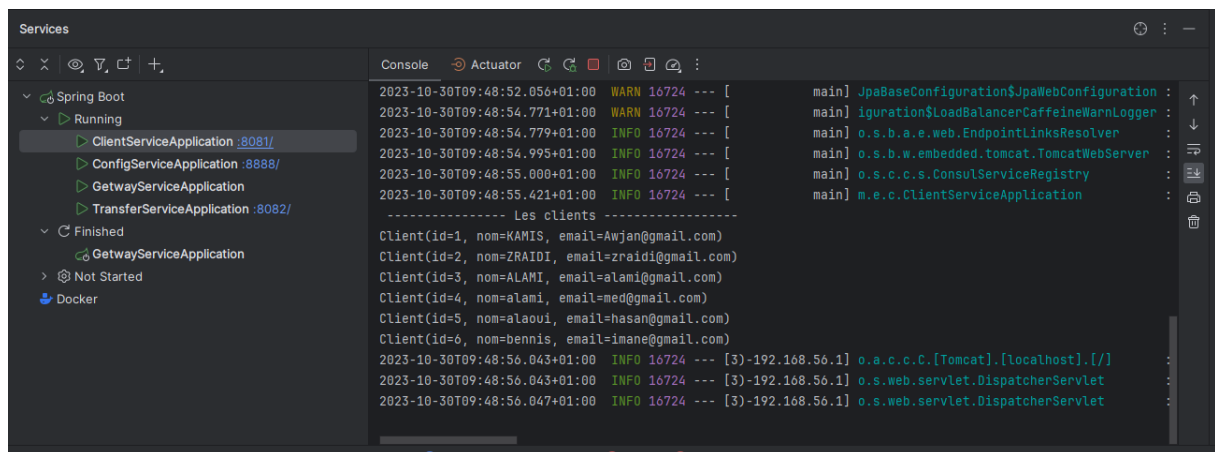 Services
Spring Boot
Running
ClientServiceApplication :8081/
ConfigServiceApplication :8888/
GetwayServiceApplication
TransferServiceApplication :8082/
Finished
GetwayServiceApplication
Not Started
Docker
Console Actuator
2023-10-30T09:48:52.056+01:00 WARN 16724 --- [ main] JpaBaseConfiguration$JpaWebConfiguration :
2023-10-30T09:48:54.771+01:00 WARN 16724 --- [ main] iguration$LoadBalancerCaffeineWarnLogger :
2023-10-30T09:48:54.779+01:00 INFO 16724 --- [ main] o.s.b.a.e.web.EndpointLinksResolver :
2023-10-30T09:48:54.995+01:00 INFO 16724 --- [ main] o.s.b.w.embedded.tomcat.TomcatWebServer :
2023-10-30T09:48:55.000+01:00 INFO 16724 --- [ main] o.s.c.c.s.ConsulServiceRegistry :
2023-10-30T09:48:55.421+01:00 INFO 16724 --- [ main] m.e.c.ClientServiceApplication :
---------------- Les clients ------------------
Client(id=1, nom=KAMIS, email=Awjan@gmail.com)
Client(id=2, nom=ZRAIDI, email=zraidi@gmail.com)
Client(id=3, nom=ALAMI, email=alami@gmail.com)
Client(id=4, nom=alami, email=med@gmail.com)
Client(id=5, nom=alaoui, email=hasan@gmail.com)
Client(id=6, nom=bennis, email=imane@gmail.com)
2023-10-30T09:48:56.043+01:00 INFO 16724 --- [3)-192.168.56.1] o.a.c.c.C.[Tomcat].[localhost].[/] :
2023-10-30T09:48:56.043+01:00 INFO 16724 --- [3)-192.168.56.1] o.s.web.servlet.DispatcherServlet :
2023-10-30T09:48:56.047+01:00 INFO 16724 --- [3)-192.168.56.1] o.s.web.servlet.DispatcherServlet :